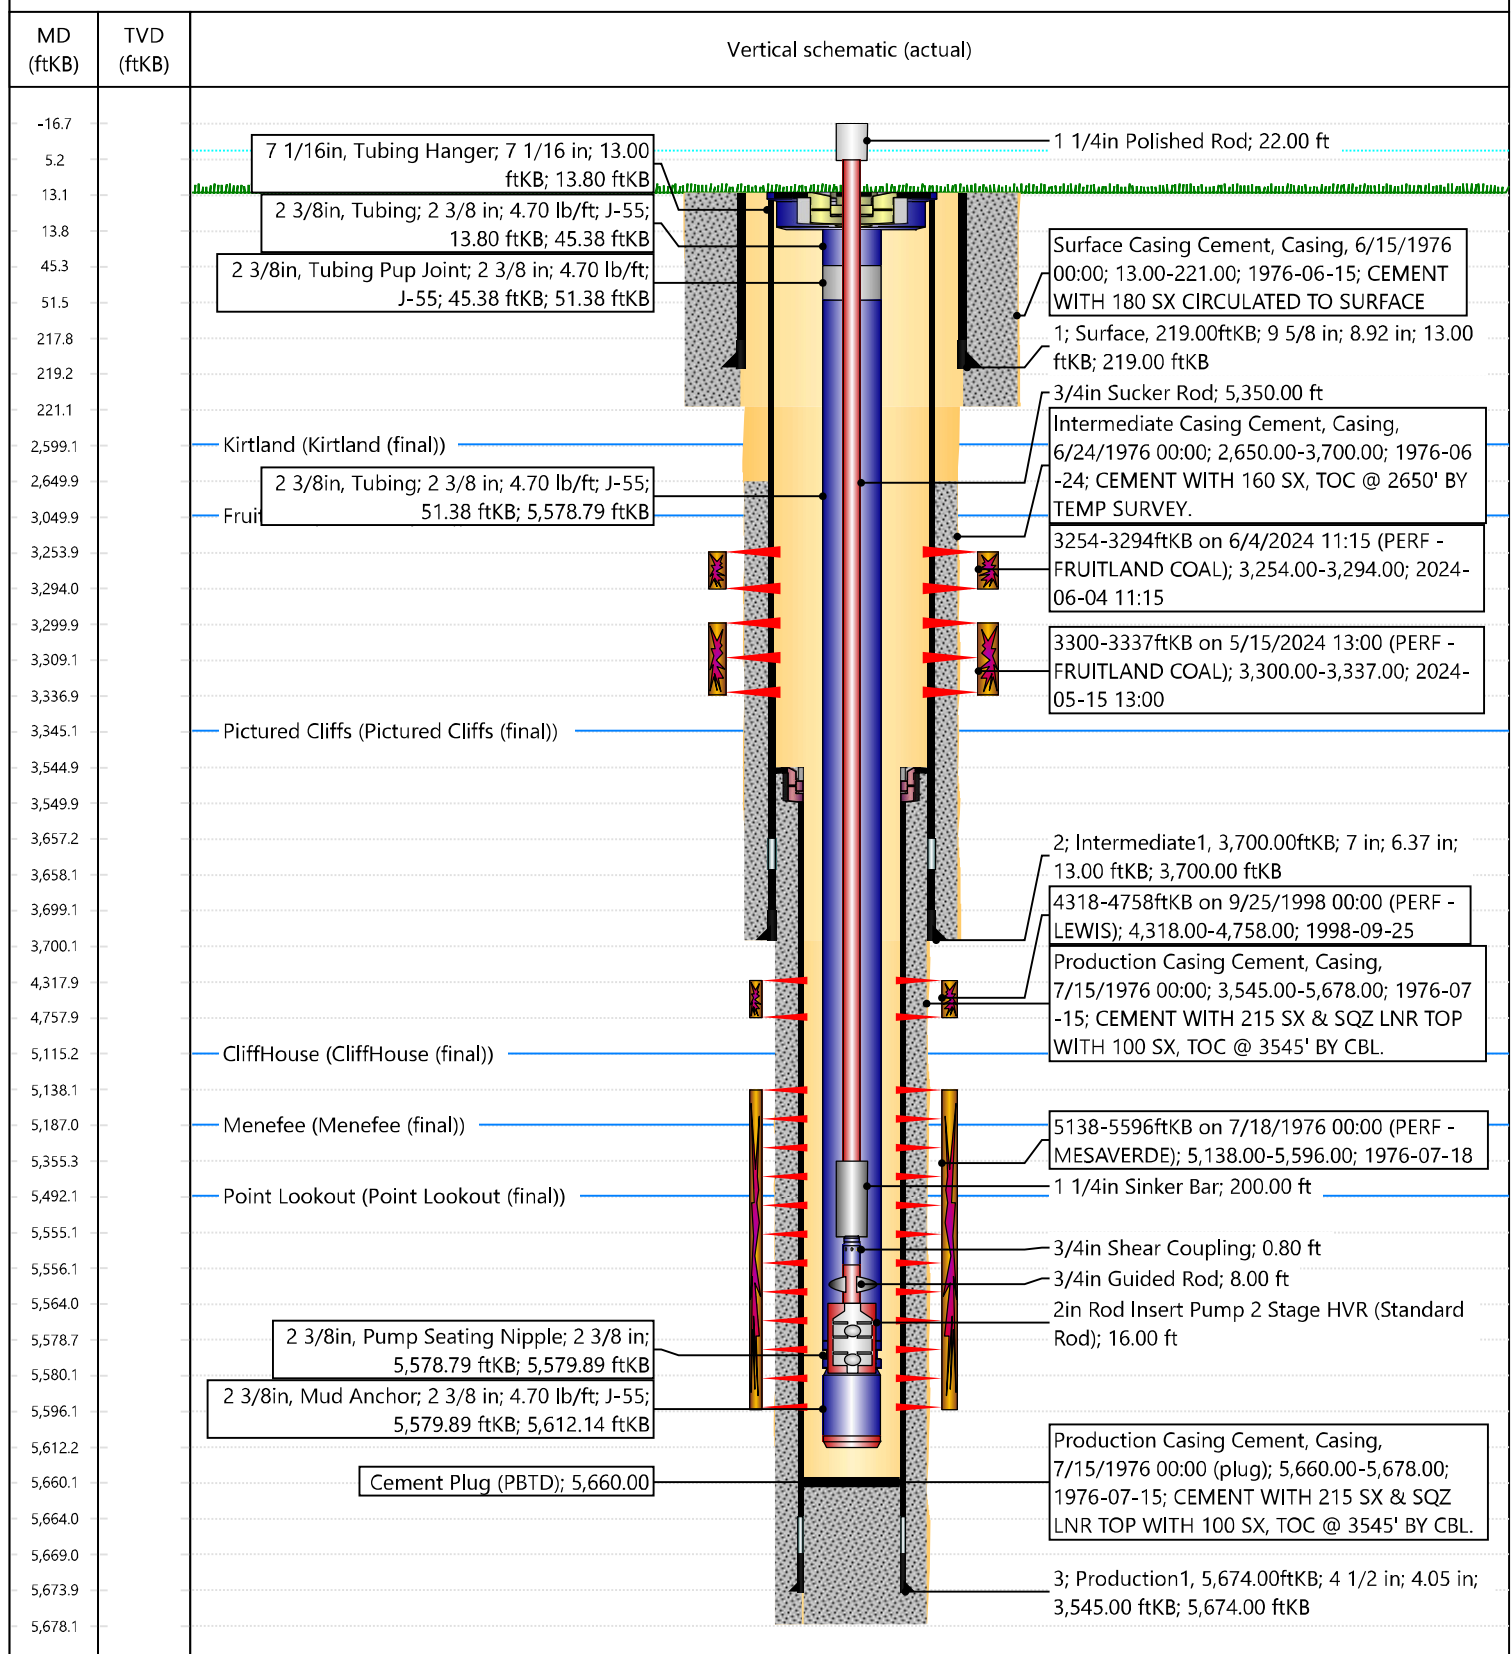 MD
(ftKB)
TVD
(ftKB)
Vertical schematic (actual)
-16.7
5.2
13.1
13.8
45.3
51.5
217.8
219.2
221.1
2,599.1
2,649.9
3,049.9
3,253.9
3,294.0
3,299.9
3,309.1
3,336.9
3,345.1
3,544.9
3,549.9
3,657.2
3,658.1
3,699.1
3,700.1
4,317.9
4,757.9
5,115.2
5,138.1
5,187.0
5,355.3
5,492.1
5,555.1
5,556.1
5,564.0
5,578.7
5,580.1
5,596.1
5,612.2
5,660.1
5,664.0
5,669.0
5,673.9
5,678.1
7 1/16in, Tubing Hanger; 7 1/16 in; 13.00
ftKB; 13.80 ftKB
2 3/8in, Tubing; 2 3/8 in; 4.70 lb/ft; J-55;
13.80 ftKB; 45.38 ftKB
2 3/8in, Tubing Pup Joint; 2 3/8 in; 4.70 lb/ft;
J-55; 45.38 ftKB; 51.38 ftKB
Kirtland (Kirtland (final))
2 3/8in, Tubing; 2 3/8 in; 4.70 lb/ft; J-55;
51.38 ftKB; 5,578.79 ftKB
Fruit
Pictured Cliffs (Pictured Cliffs (final))
CliffHouse (CliffHouse (final))
Menefee (Menefee (final))
Point Lookout (Point Lookout (final))
2 3/8in, Pump Seating Nipple; 2 3/8 in;
5,578.79 ftKB; 5,579.89 ftKB
2 3/8in, Mud Anchor; 2 3/8 in; 4.70 lb/ft; J-55;
5,579.89 ftKB; 5,612.14 ftKB
Cement Plug (PBTD); 5,660.00
1 1/4in Polished Rod; 22.00 ft
Surface Casing Cement, Casing, 6/15/1976
00:00; 13.00-221.00; 1976-06-15; CEMENT
WITH 180 SX CIRCULATED TO SURFACE
1; Surface, 219.00ftKB; 9 5/8 in; 8.92 in; 13.00
ftKB; 219.00 ftKB
3/4in Sucker Rod; 5,350.00 ft
Intermediate Casing Cement, Casing,
6/24/1976 00:00; 2,650.00-3,700.00; 1976-06
-24; CEMENT WITH 160 SX, TOC @ 2650' BY
TEMP SURVEY.
3254-3294ftKB on 6/4/2024 11:15 (PERF -
FRUITLAND COAL); 3,254.00-3,294.00; 2024-
06-04 11:15
3300-3337ftKB on 5/15/2024 13:00 (PERF -
FRUITLAND COAL); 3,300.00-3,337.00; 2024-
05-15 13:00
2; Intermediate1, 3,700.00ftKB; 7 in; 6.37 in;
13.00 ftKB; 3,700.00 ftKB
4318-4758ftKB on 9/25/1998 00:00 (PERF -
LEWIS); 4,318.00-4,758.00; 1998-09-25
Production Casing Cement, Casing,
7/15/1976 00:00; 3,545.00-5,678.00; 1976-07
-15; CEMENT WITH 215 SX & SQZ LNR TOP
WITH 100 SX, TOC @ 3545' BY CBL.
5138-5596ftKB on 7/18/1976 00:00 (PERF -
MESAVERDE); 5,138.00-5,596.00; 1976-07-18
1 1/4in Sinker Bar; 200.00 ft
3/4in Shear Coupling; 0.80 ft
3/4in Guided Rod; 8.00 ft
2in Rod Insert Pump 2 Stage HVR (Standard
Rod); 16.00 ft
Production Casing Cement, Casing,
7/15/1976 00:00 (plug); 5,660.00-5,678.00;
1976-07-15; CEMENT WITH 215 SX & SQZ
LNR TOP WITH 100 SX, TOC @ 3545' BY CBL.
3; Production1, 5,674.00ftKB; 4 1/2 in; 4.05 in;
3,545.00 ftKB; 5,674.00 ftKB